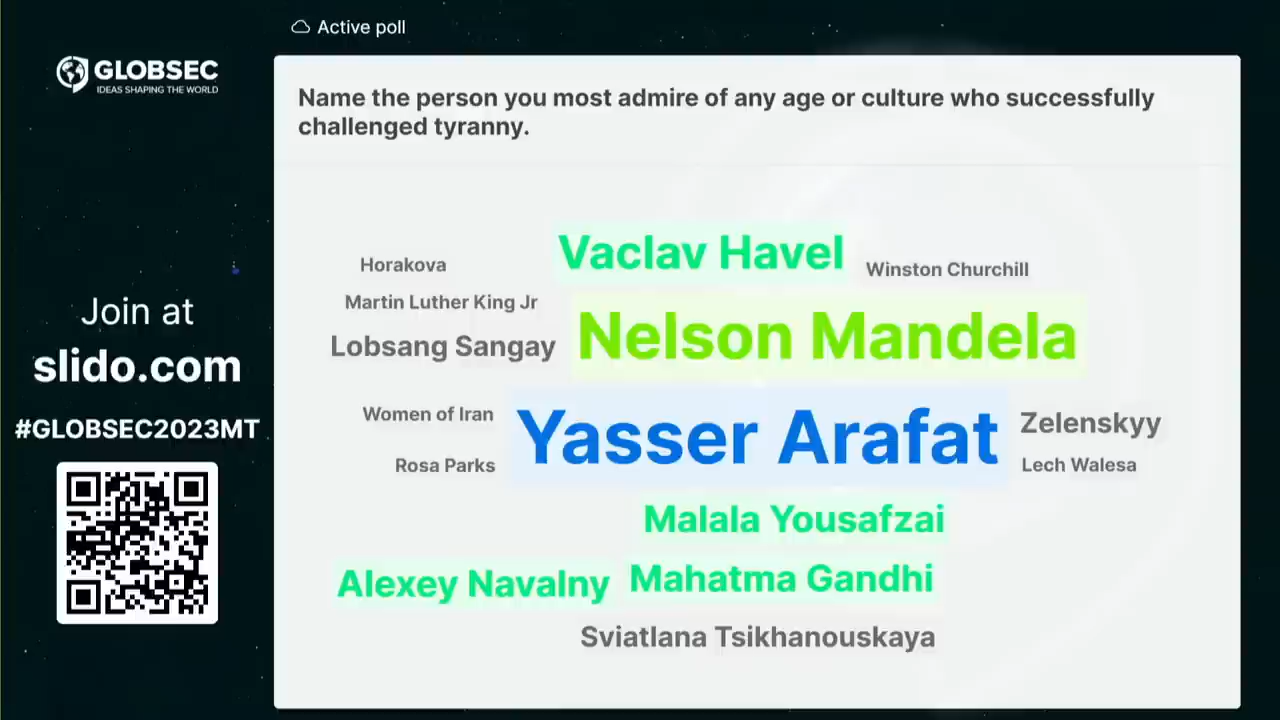 Active poll
GLOBSEC
IDEAS SHAPING THE WORLD
Name the person you most admire of any age or culture who successfully
challenged tyranny.
Vaclav Havel
Horakova
Winston Churchill
Martin Luther King Jr
Nelson Mandela
Lobsang Sangay
Join at
slido.com
#GLOBSEC2023MT
Women of Iran
Yasser Arafat
Zelenskyy
Rosa Parks
Lech Walesa
Malala Yousafzai
Alexey Navalny
Mahatma Gandhi
Sviatlana Tsikhanouskaya